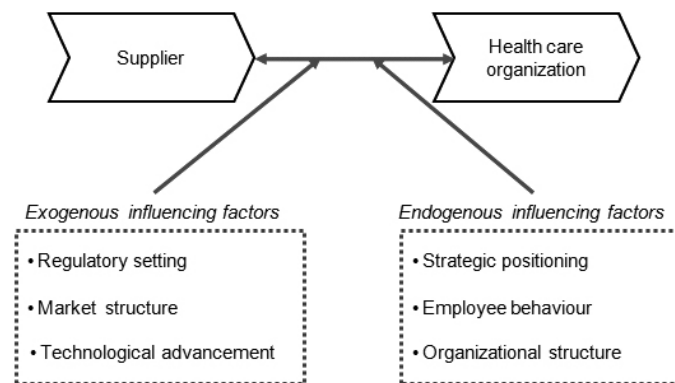 Supplier
Health care
organization
Exogenous influencing factors
• Regulatory setting
• Market structure
• Technological advancement
Endogenous influencing factors
• Strategic positioning
• Employee behaviour
• Organizational structure